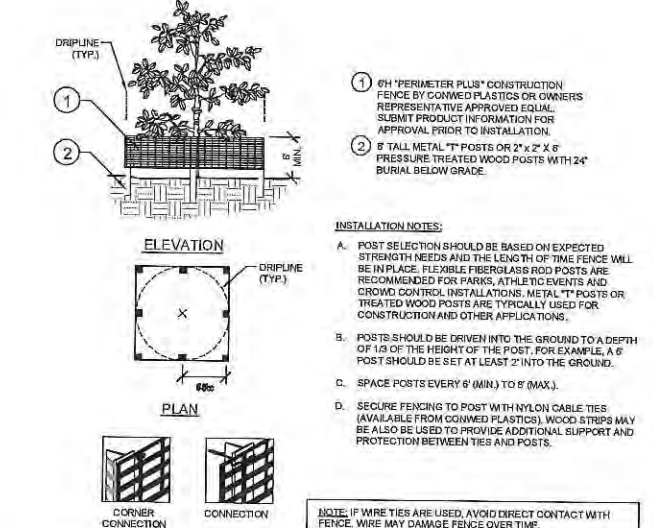 DRIPLINE
(TYP.)
1
2
6'
MIN.
ELEVATION
DRIPLINE
(TYP.)
PLAN
CORNER
CONNECTION
CONNECTION
1 6'H "PERIMETER PLUS" CONSTRUCTION
FENCE BY CONWED PLASTICS OR OWNERS
REPRESENTATIVE APPROVED EQUAL.
SUBMIT PRODUCT INFORMATION FOR
APPROVAL PRIOR TO INSTALLATION.
2 8' TALL METAL "T" POSTS OR 2" x 2" X 8'
PRESSURE TREATED WOOD POSTS WITH 24"
BURIAL BELOW GRADE.
INSTALLATION NOTES:
A. POST SELECTION SHOULD BE BASED ON EXPECTED
STRENGTH NEEDS AND THE LENGTH OF TIME FENCE WILL
BE IN PLACE. FLEXIBLE FIBERGLASS ROD POSTS ARE
RECOMMENDED FOR PARKS, ATHLETIC EVENTS AND
CROWD CONTROL INSTALLATIONS. METAL "T" POSTS OR
TREATED WOOD POSTS ARE TYPICALLY USED FOR
CONSTRUCTION AND OTHER APPLICATIONS.
B. POSTS SHOULD BE DRIVEN INTO THE GROUND TO A DEPTH
OF 1/3 OF THE HEIGHT OF THE POST. FOR EXAMPLE, A 6'
POST SHOULD BE SET AT LEAST 2' INTO THE GROUND.
C. SPACE POSTS EVERY 6' (MIN.) TO 8' (MAX.).
D. SECURE FENCING TO POST WITH NYLON CABLE TIES
(AVAILABLE FROM CONWED PLASTICS). WOOD STRIPS MAY
BE ALSO BE USED TO PROVIDE ADDITIONAL SUPPORT AND
PROTECTION BETWEEN TIES AND POSTS.
NOTE: IF WIRE TIES ARE USED, AVOID DIRECT CONTACT WITH
FENCE. WIRE MAY DAMAGE FENCE OVER TIME.